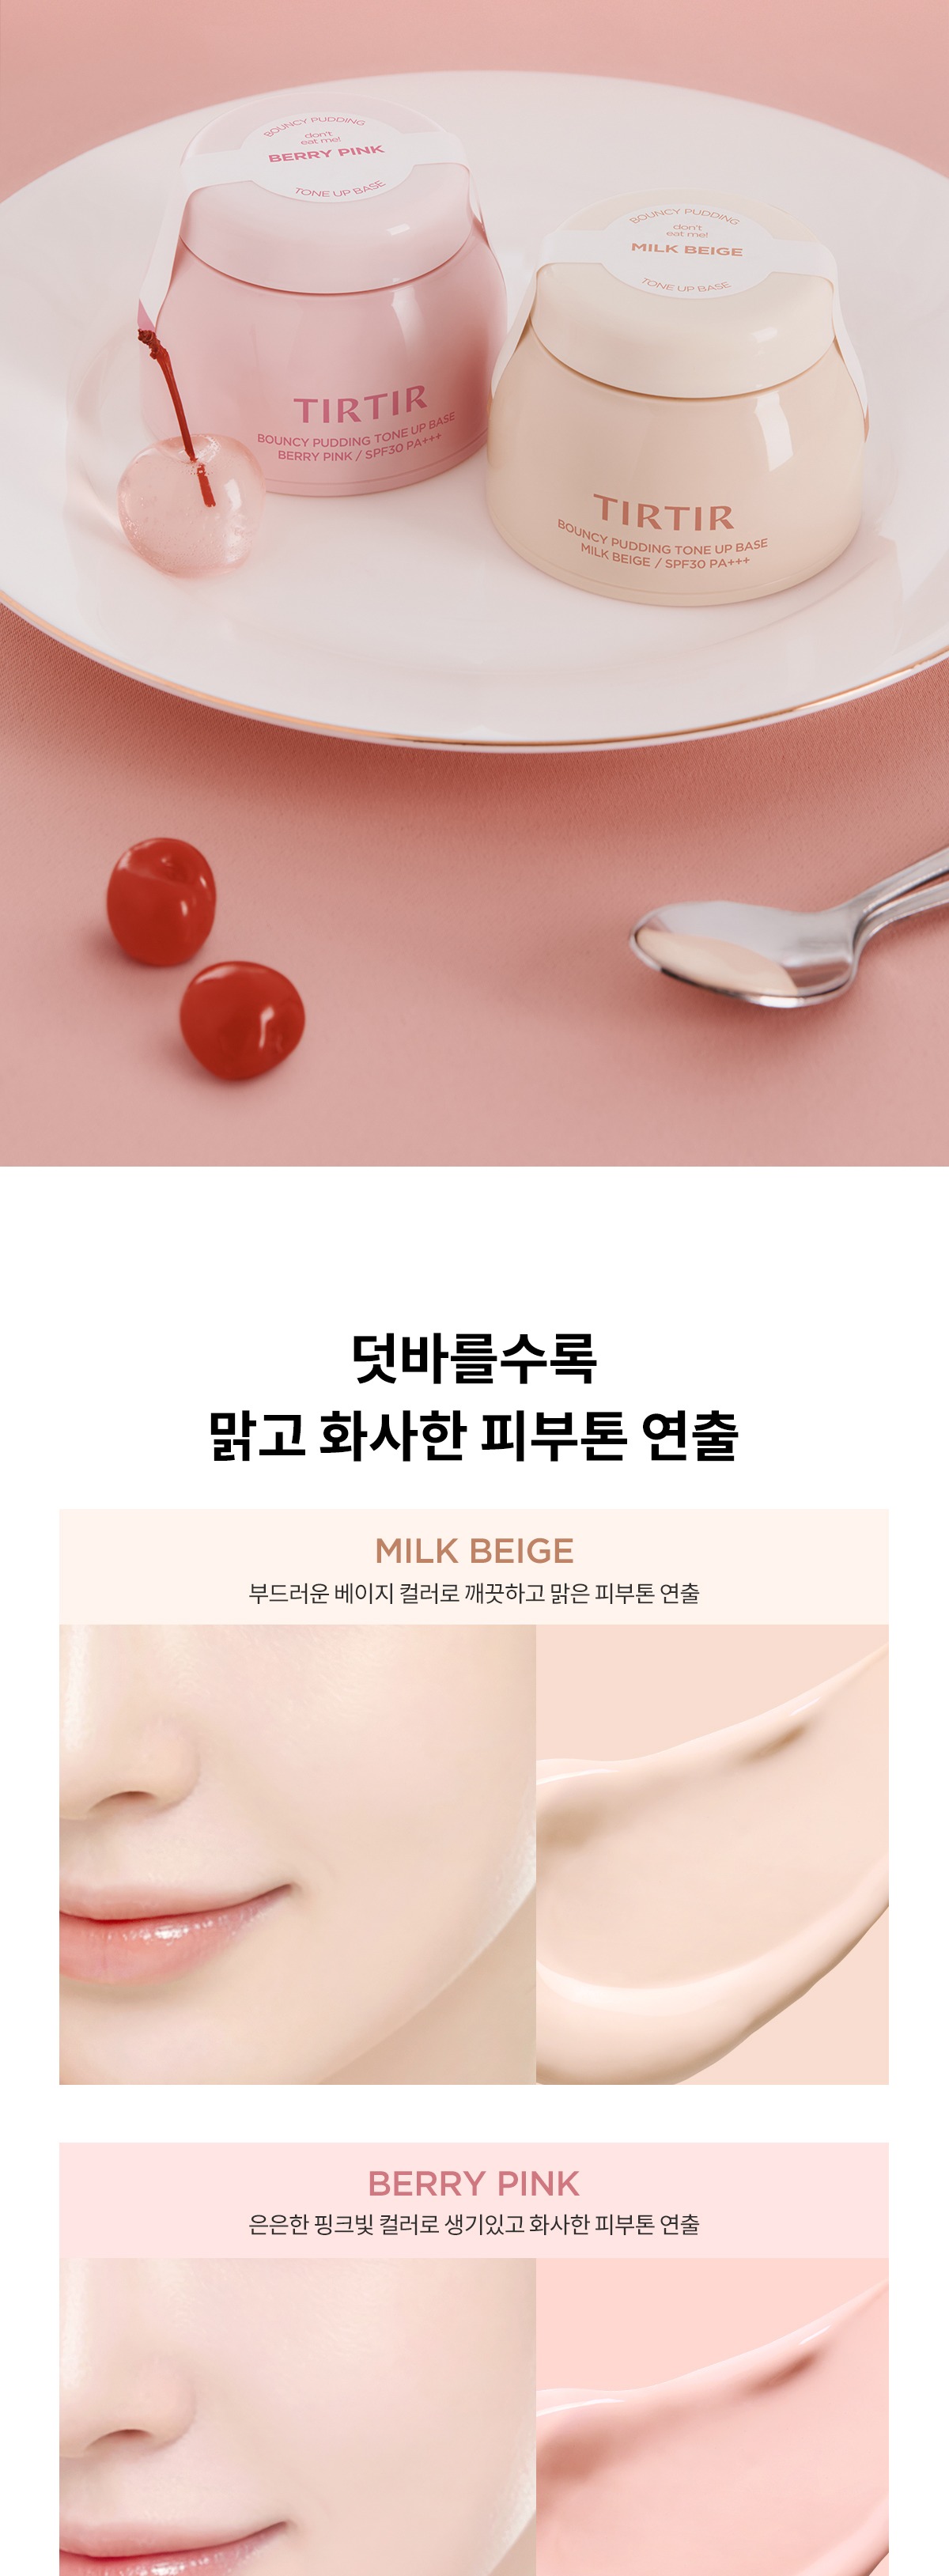 BOUNCY PUDDING
don't
eat me!
BERRY PINK
TONE UP BASE
BOUNCY PUDDING
don't
eat me!
MILK BEIGE
TONE UP BASE
TIRTIR
BOUNCY PUDDING TONE UP BASE
BERRY PINK / SPF30 PA+++
TIRTIR
BOUNCY PUDDING TONE UP BASE
MILK BEIGE / SPF30 PA+++
덧바를수록
맑고 화사한 피부톤 연출
MILK BEIGE
부드러운 베이지 컬러로 깨끗하고 맑은 피부톤 연출
BERRY PINK
은은한 핑크빛 컬러로 생기있고 화사한 피부톤 연출